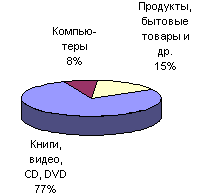 Продукты,
бытовые
товары и
др.
15%
Компью-
теры
8%
Книги,
видео,
CD, DVD
77%